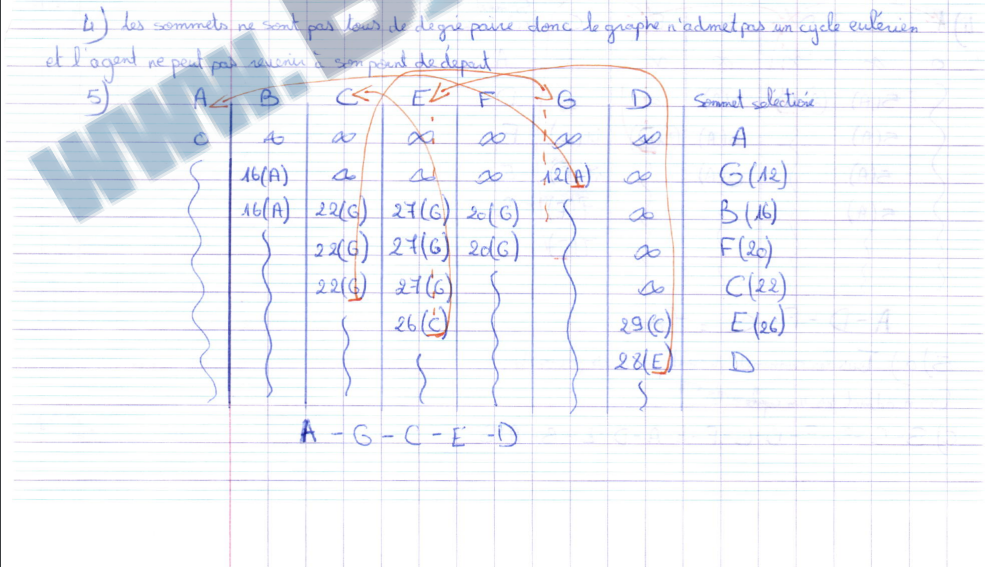 4) Les sommets ne sont pas tous de degré paire donc le graphe n'admet pas un cycle eulérien
et l'agent ne peut pas revenir à son point de départ
5) A B C E F G D Sommet sélectioné
0 ∞ ∞ ∞ ∞ ∞ ∞ A
16(A) ∞ ∞ ∞ 12(A) ∞ G(12)
16(A) 22(G) 27(G) 20(G) ∞ B(16)
22(G) 27(G) 20(G) ∞ F(20)
22(G) 27(G) ∞ C(22)
26(C) 29(C) E(26)
28(E) D
A - G - C - E - D
www.